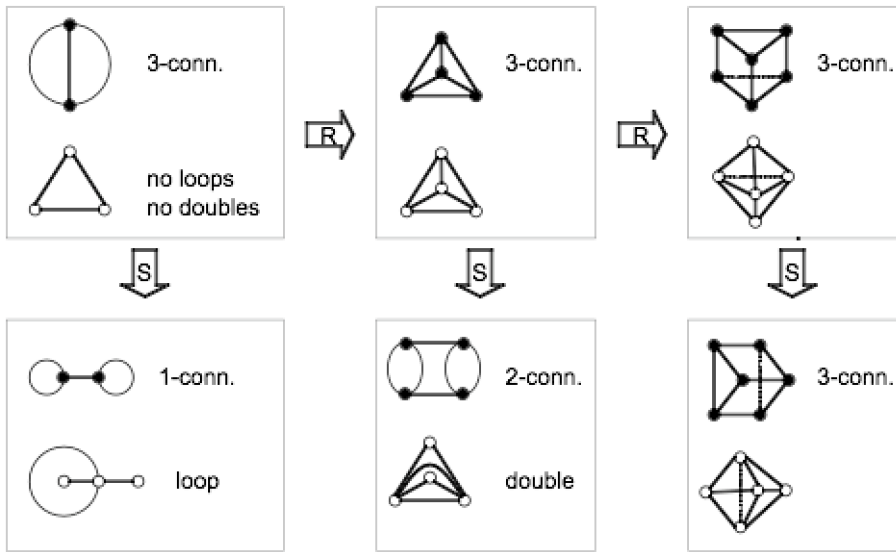 3-conn.
no loops
no doubles
R
3-conn.
R
3-conn.
S
S
S
1-conn.
loop
2-conn.
double
3-conn.